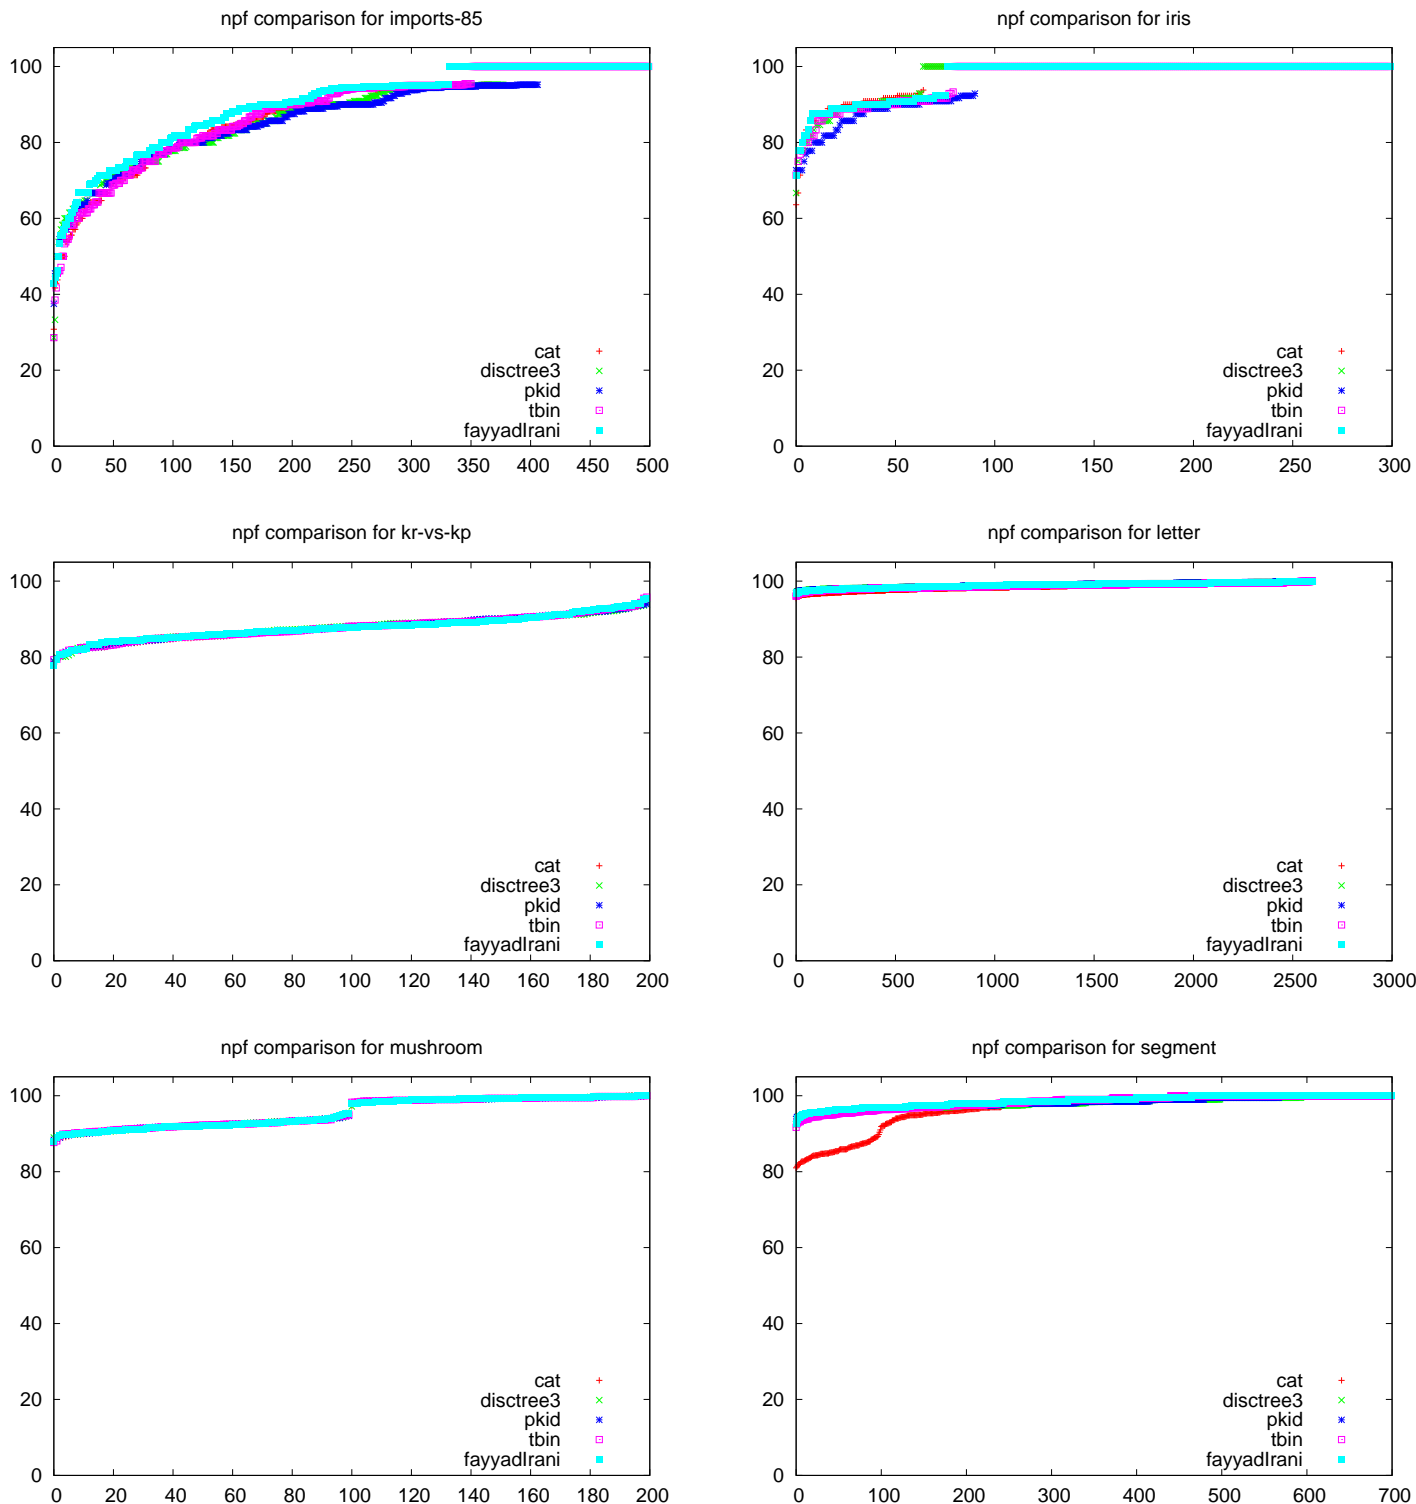 npf comparison for imports-85
100
80
60
40
20
0
cat
disctree3
pkid
tbin
fayyadIrani
0 50 100 150 200 250 300 350 400 450 500
npf comparison for iris
100
80
60
40
20
0
cat
disctree3
pkid
tbin
fayyadIrani
0 50 100 150 200 250 300
npf comparison for kr-vs-kp
100
80
60
40
20
0
cat
disctree3
pkid
tbin
fayyadIrani
0 20 40 60 80 100 120 140 160 180 200
npf comparison for letter
100
80
60
40
20
0
cat
disctree3
pkid
tbin
fayyadIrani
0 500 1000 1500 2000 2500 3000
npf comparison for mushroom
100
80
60
40
20
0
cat
disctree3
pkid
tbin
fayyadIrani
0 20 40 60 80 100 120 140 160 180 200
npf comparison for segment
100
80
60
40
20
0
cat
disctree3
pkid
tbin
fayyadIrani
0 100 200 300 400 500 600 700